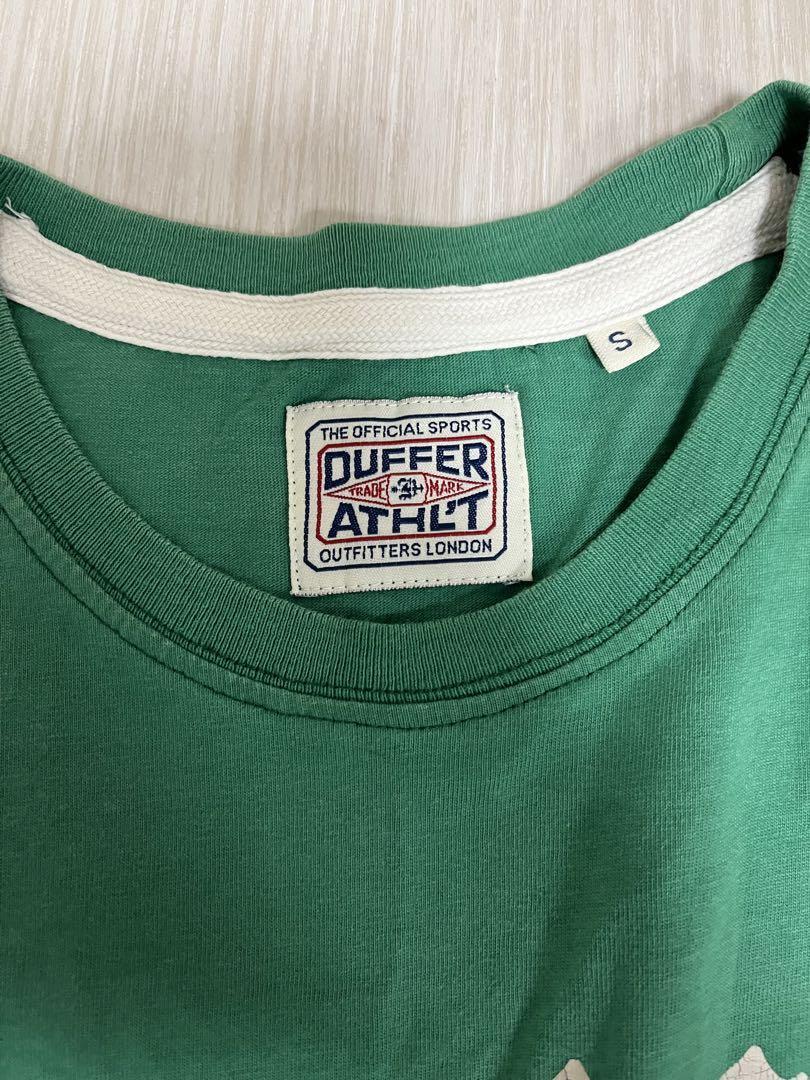 S
THE OFFICIAL SPORTS
DUFFER
TRADE MARK
ATHL'T
OUTFITTERS LONDON